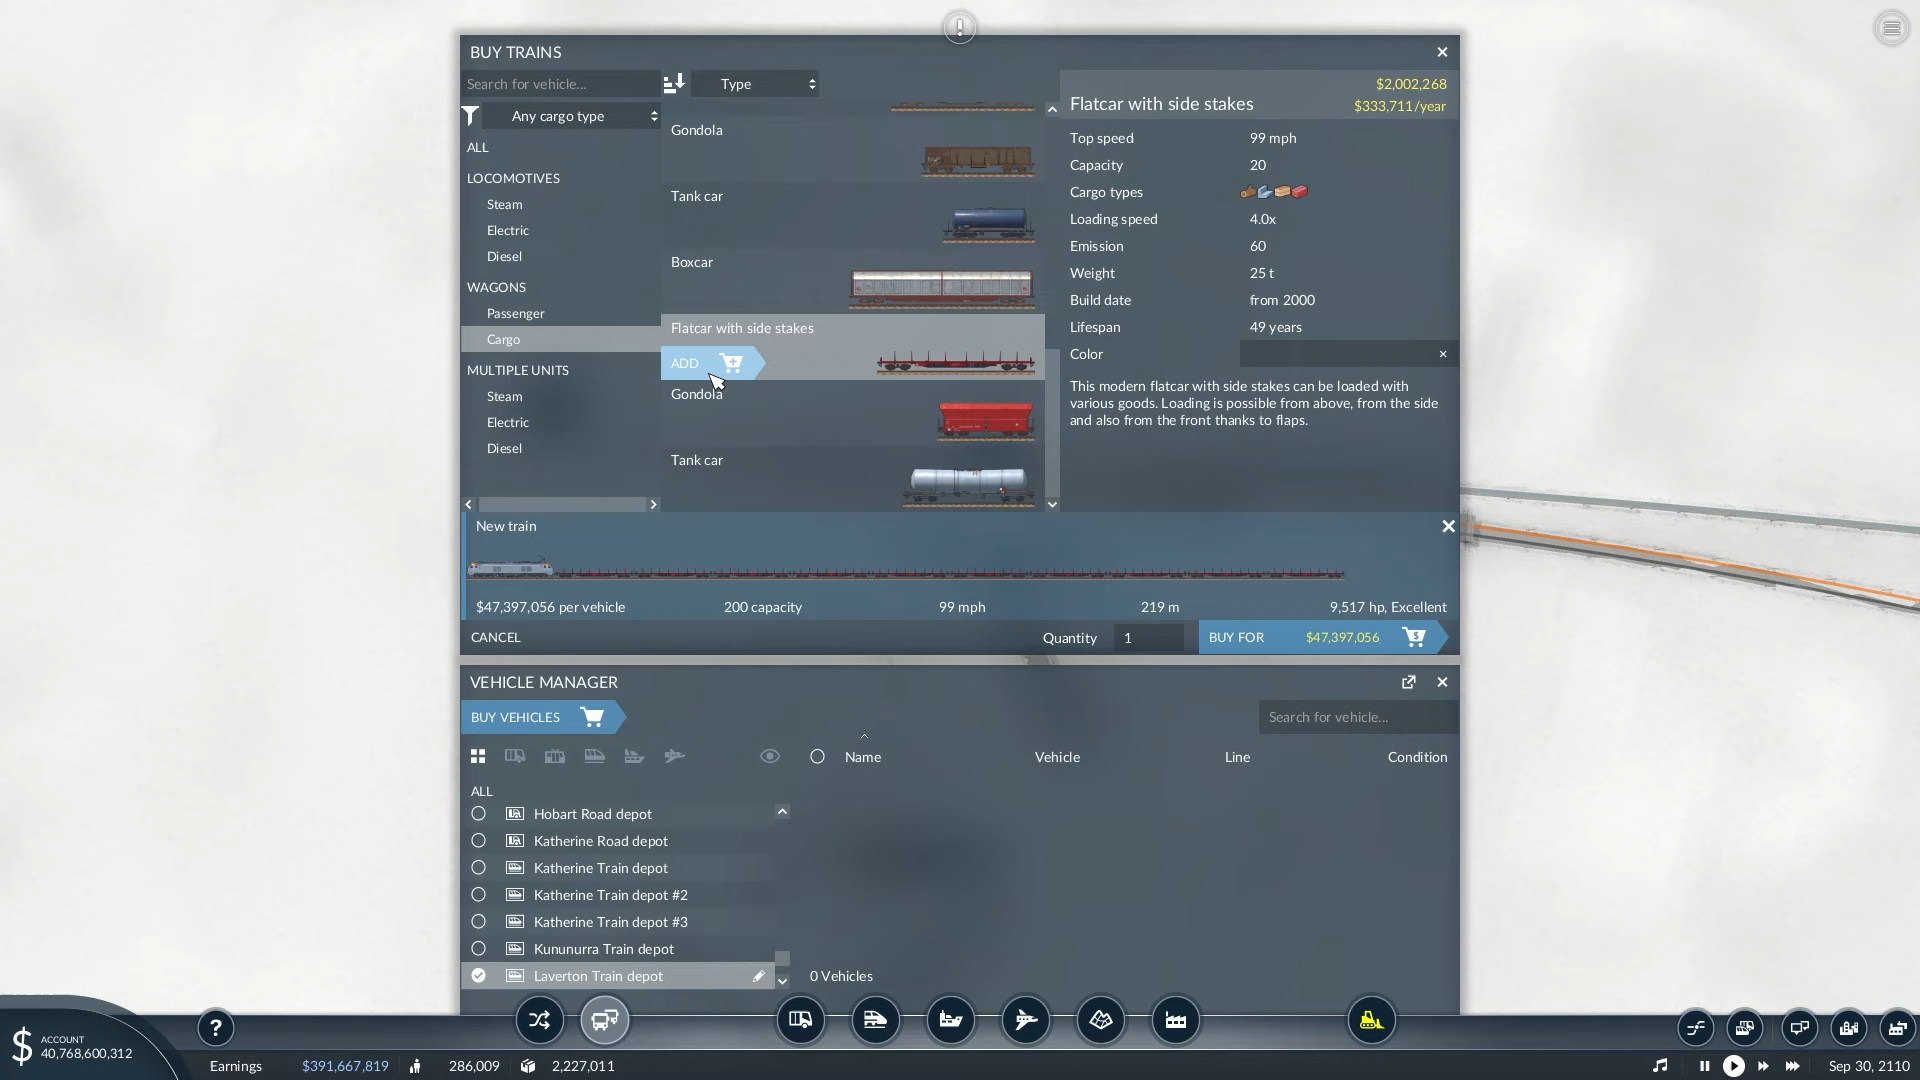 BUY TRAINS
Search for vehicle...
Type
Any cargo type
ALL
LOCOMOTIVES
Steam
Electric
Diesel
WAGONS
Passenger
Cargo
MULTIPLE UNITS
Steam
Electric
Diesel
Gondola
Tank car
Boxcar
Flatcar with side stakes
ADD
Gondola
Tank car
$2,002,268
Flatcar with side stakes $333,711/year
Top speed 99 mph
Capacity 20
Cargo types
Loading speed 4.0x
Emission 60
Weight 25 t
Build date from 2000
Lifespan 49 years
Color
This modern flatcar with side stakes can be loaded with
various goods. Loading is possible from above, from the side
and also from the front thanks to flaps.
New train
$47,397,056 per vehicle 200 capacity 99 mph 219 m 9,517 hp, Excellent
CANCEL Quantity 1 BUY FOR $47,397,056
VEHICLE MANAGER
BUY VEHICLES Search for vehicle...
Name Vehicle Line Condition
ALL
Hobart Road depot
Katherine Road depot
Katherine Train depot
Katherine Train depot #2
Katherine Train depot #3
Kununurra Train depot
Laverton Train depot 0 Vehicles
ACCOUNT
40,768,600,312
Earnings $391,667,819 286,009 2,227,011 Sep 30, 2110